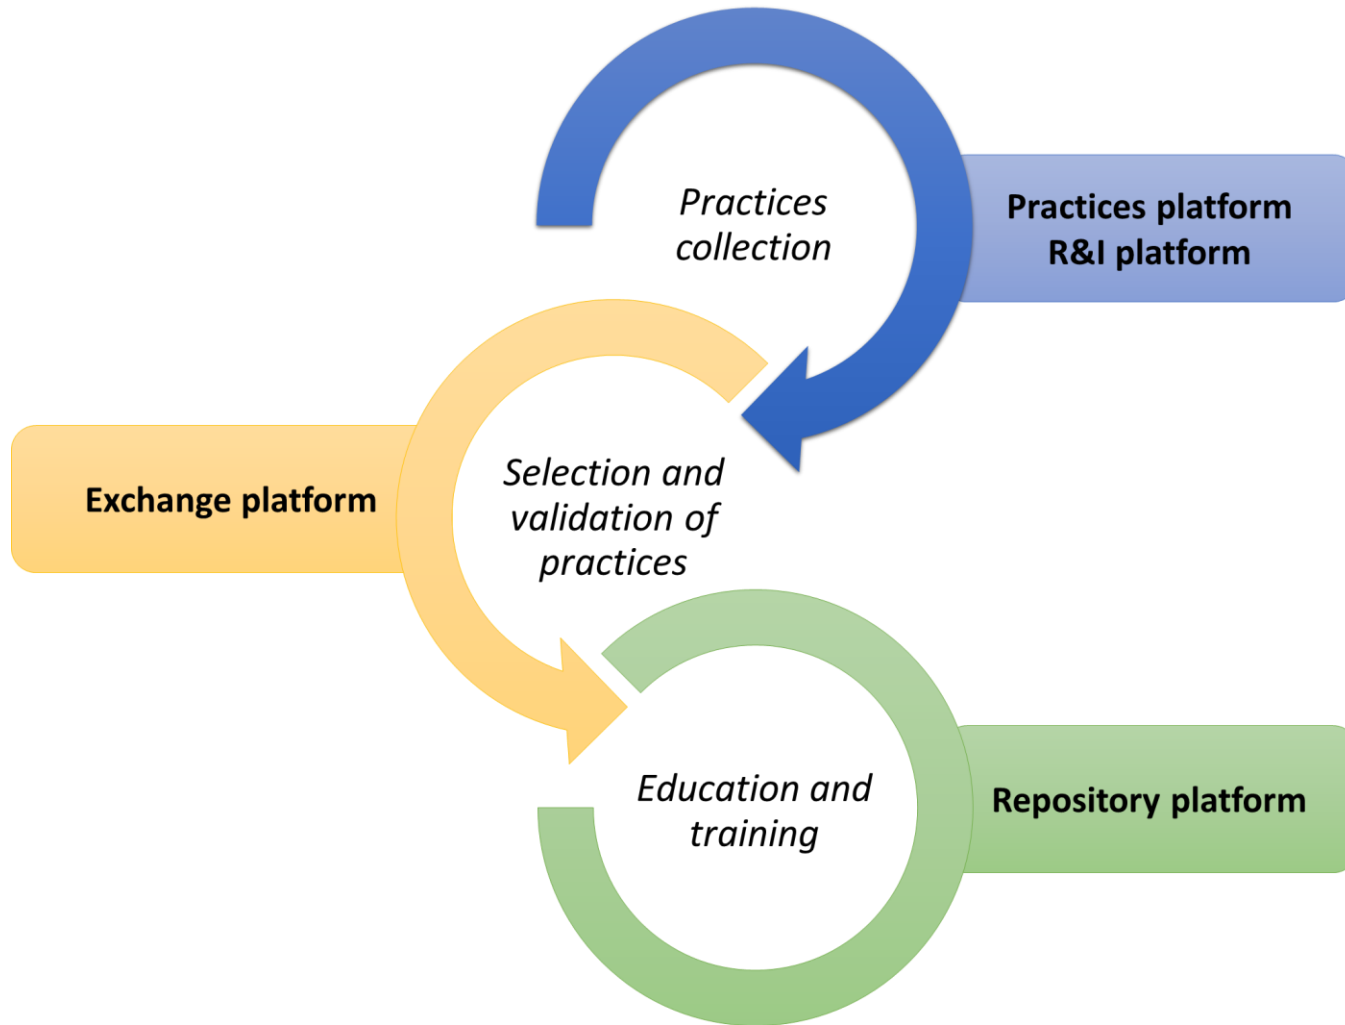 Practices
collection
Practices platform
R&I platform
Exchange platform
Selection and
validation of
practices
Education and
training
Repository platform